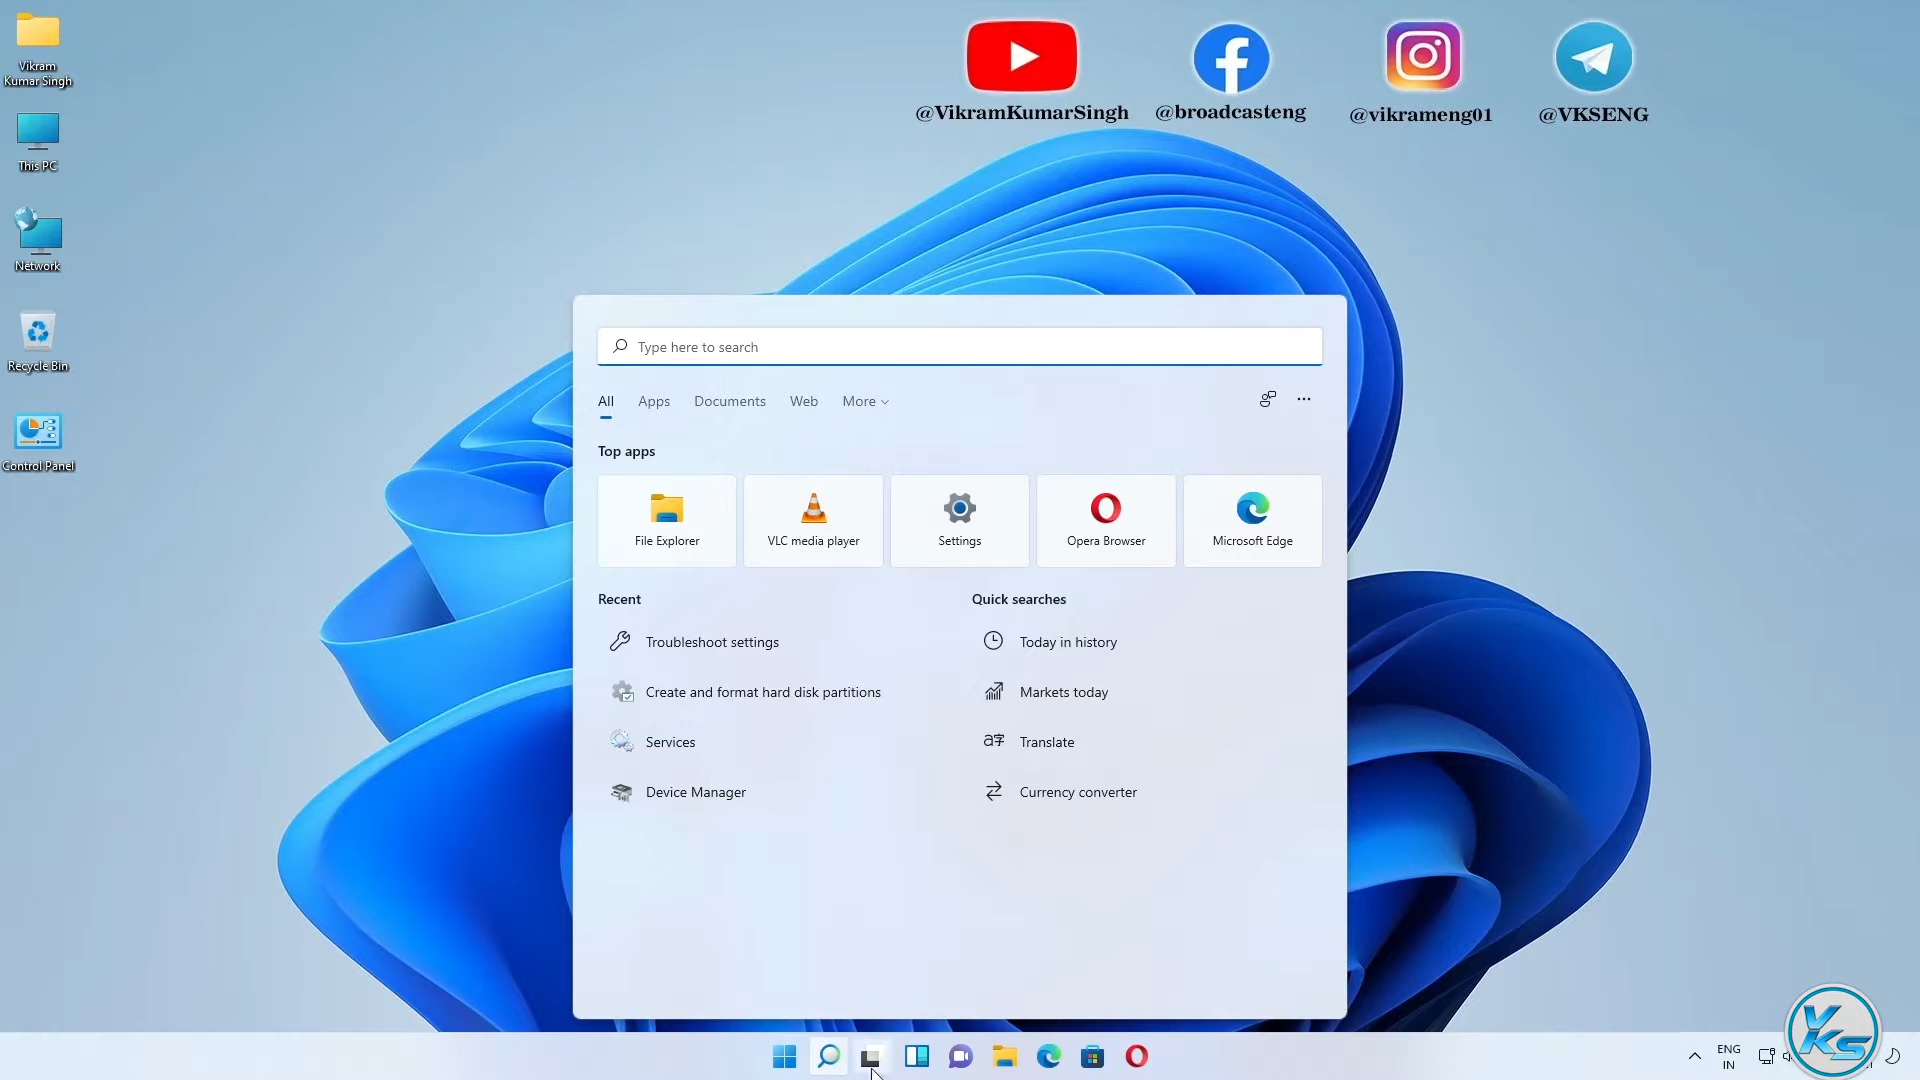 Vikram
Kumar Singh
This PC
Network
Recycle Bin
Control Panel
@VikramKumarSingh
@broadcasteng
@vikrameng01
@VKSENG
Type here to search
All
Apps
Documents
Web
More
Top apps
File Explorer
VLC media player
Settings
Opera Browser
Microsoft Edge
Recent
Troubleshoot settings
Create and format hard disk partitions
Services
Device Manager
Quick searches
Today in history
Markets today
Translate
Currency converter
ENG
IN
VKS